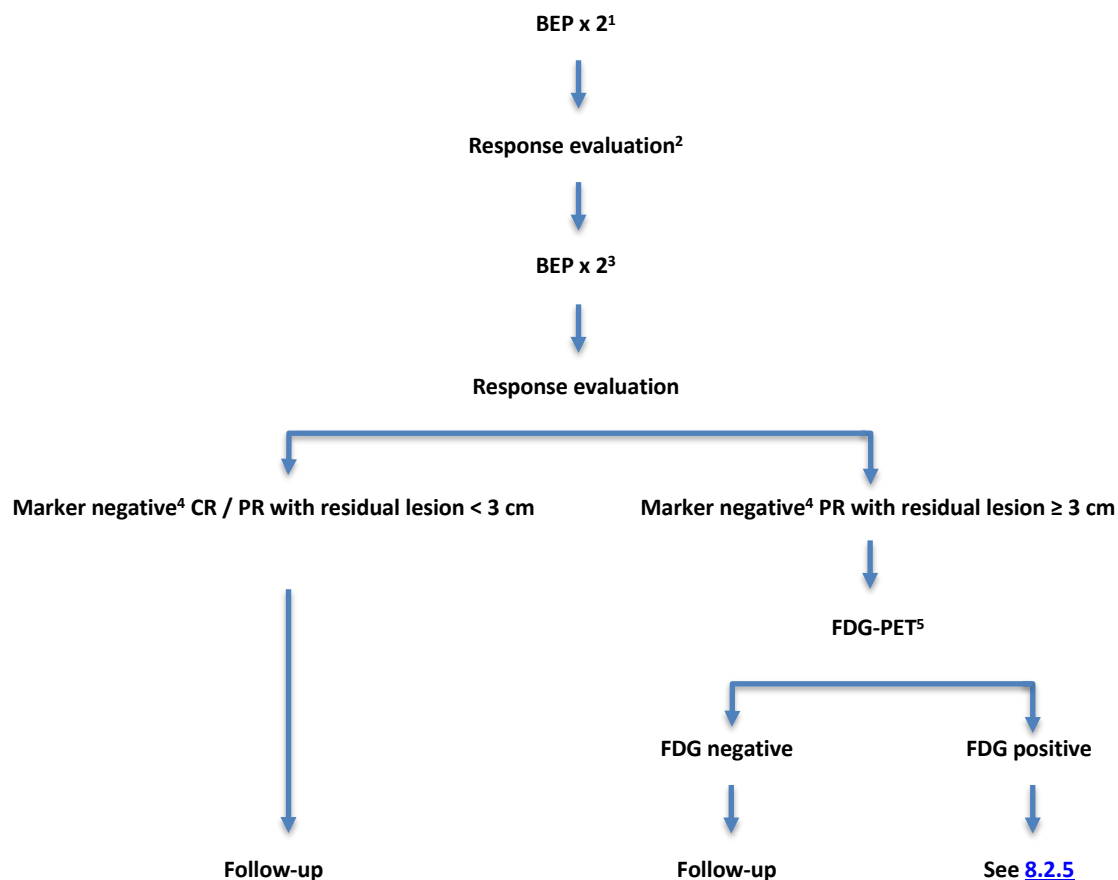 BEP x 2¹
Response evaluation²
BEP x 2³
Response evaluation
Marker negative⁴ CR / PR with residual lesion < 3 cm
Marker negative⁴ PR with residual lesion ≥ 3 cm
FDG-PET⁵
FDG negative
FDG positive
Follow-up
Follow-up
See 8.2.5